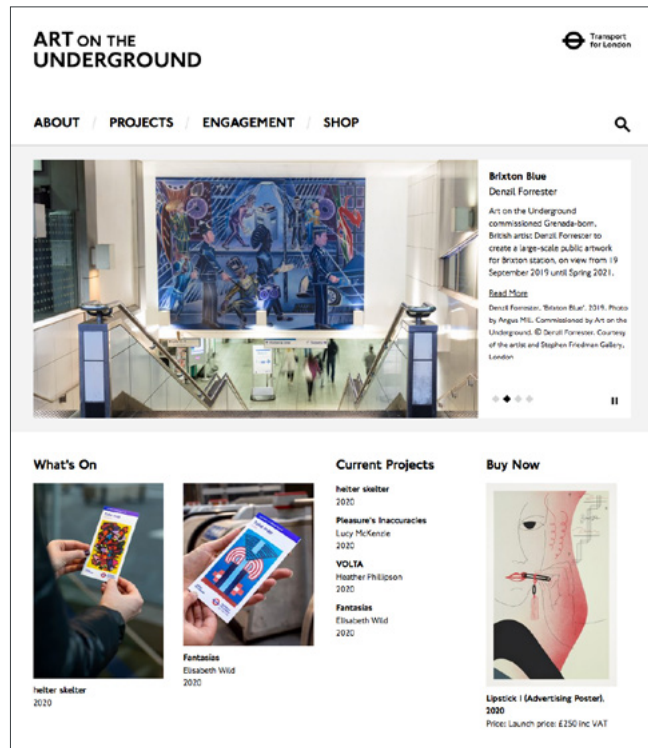 ART ON THE
UNDERGROUND
Transport
for London
ABOUT / PROJECTS / ENGAGEMENT / SHOP
Brixton Blue
Denzil Forrester
Art on the Underground
commissioned Grenada-born,
British artist Denzil Forrester to
create a large-scale public artwork
for Brixton station, on view from 19
September 2019 until Spring 2021.
Read More
Denzil Forrester, 'Brixton Blue', 2019. Photo
by Angus Mill. Commissioned by Art on the
Underground. © Denzil Forrester. Courtesy
of the artist and Stephen Friedman Gallery,
London
What's On
helter skelter
2020
Fantasias
Elisabeth Wild
2020
Current Projects
helter skelter
2020
Pleasure's Inaccuracies
Lucy McKenzie
2020
VOLTA
Heather Phillipson
2020
Fantasias
Elisabeth Wild
2020
Buy Now
Lipstick I (Advertising Poster),
2020
Price: Launch price: £250 inc VAT